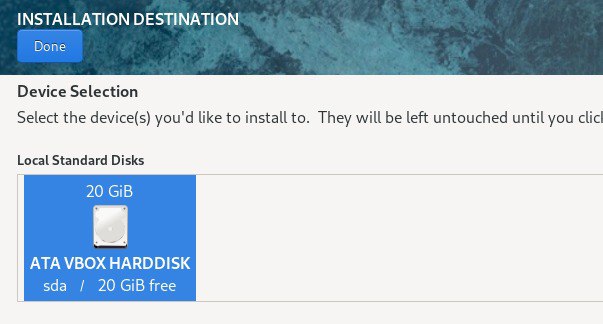 INSTALLATION DESTINATION
Done
Device Selection
Select the device(s) you'd like to install to.  They will be left untouched until you clic
Local Standard Disks
20 GiB
ATA VBOX HARDDISK
sda / 20 GiB free